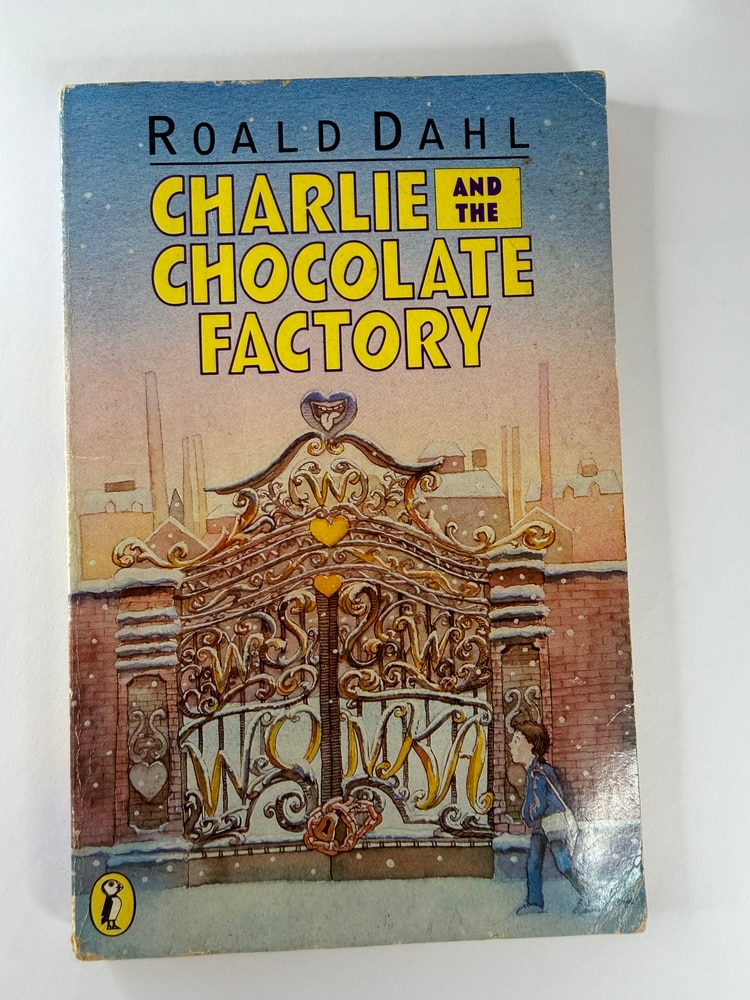 ROALD DAHL
CHARLIE AND THE
CHOCOLATE
FACTORY
W
W W
WONKA